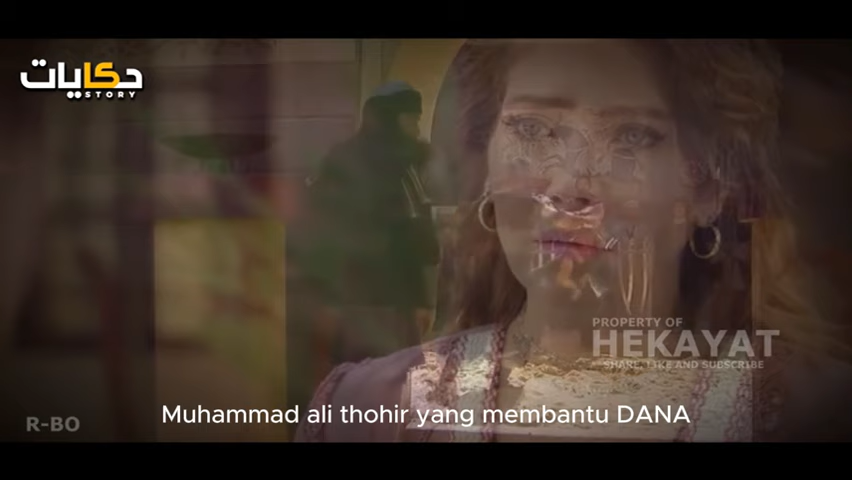 حكايات
STORY
PROPERTY OF
HEKAYAT
SHARE, LIKE AND SUBSCRIBE
Muhammad ali thohir yang membantu DANA
R-BO